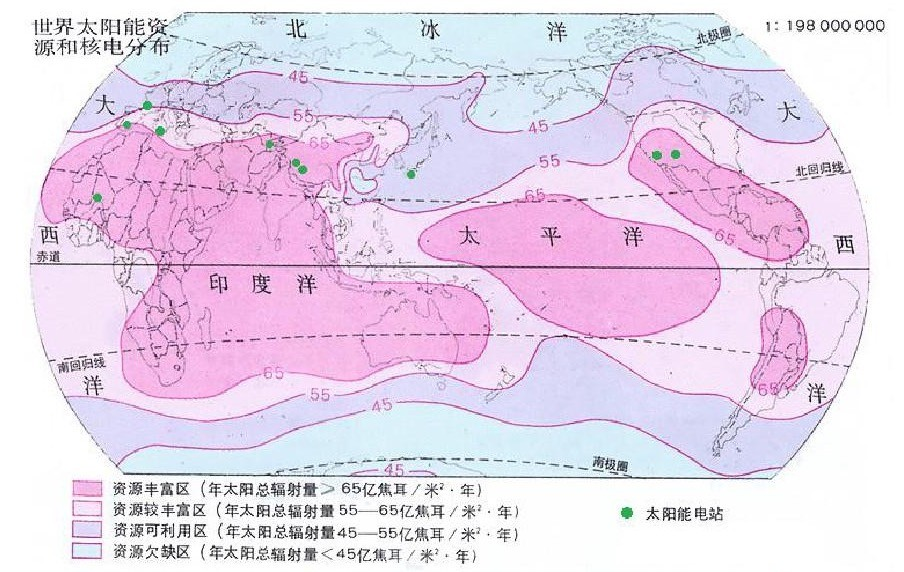 世界太阳能资
源和核电分布
1:198 000 000
北冰洋
北极圈
45
大
大
55
45
65
55
北回归线
65
西
太平洋
65
西
赤道
印度洋
南回归线
洋
65
55
45
65
洋
南极圈
45
资源丰富区(年太阳总辐射量≥65亿焦耳/米²·年)
资源较丰富区(年太阳总辐射量55—65亿焦耳/米²·年)
资源可利用区(年太阳总辐射量45—55亿焦耳/米²·年)
资源欠缺区(年太阳总辐射量<45亿焦耳/米²·年)
太阳能电站